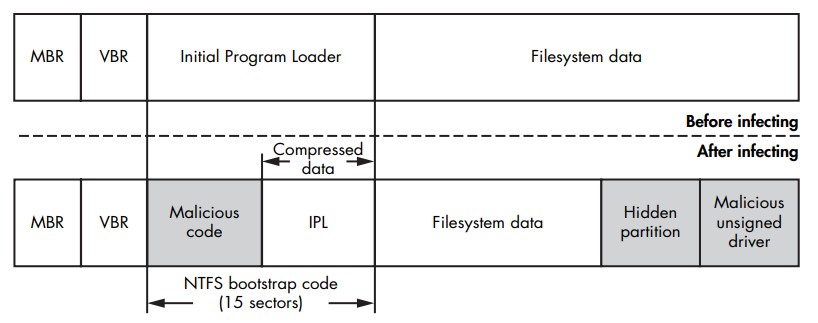 MBR
VBR
Initial Program Loader
Filesystem data
Before infecting
After infecting
Compressed
data
MBR
VBR
Malicious
code
IPL
Filesystem data
Hidden
partition
Malicious
unsigned
driver
NTFS bootstrap code
(15 sectors)